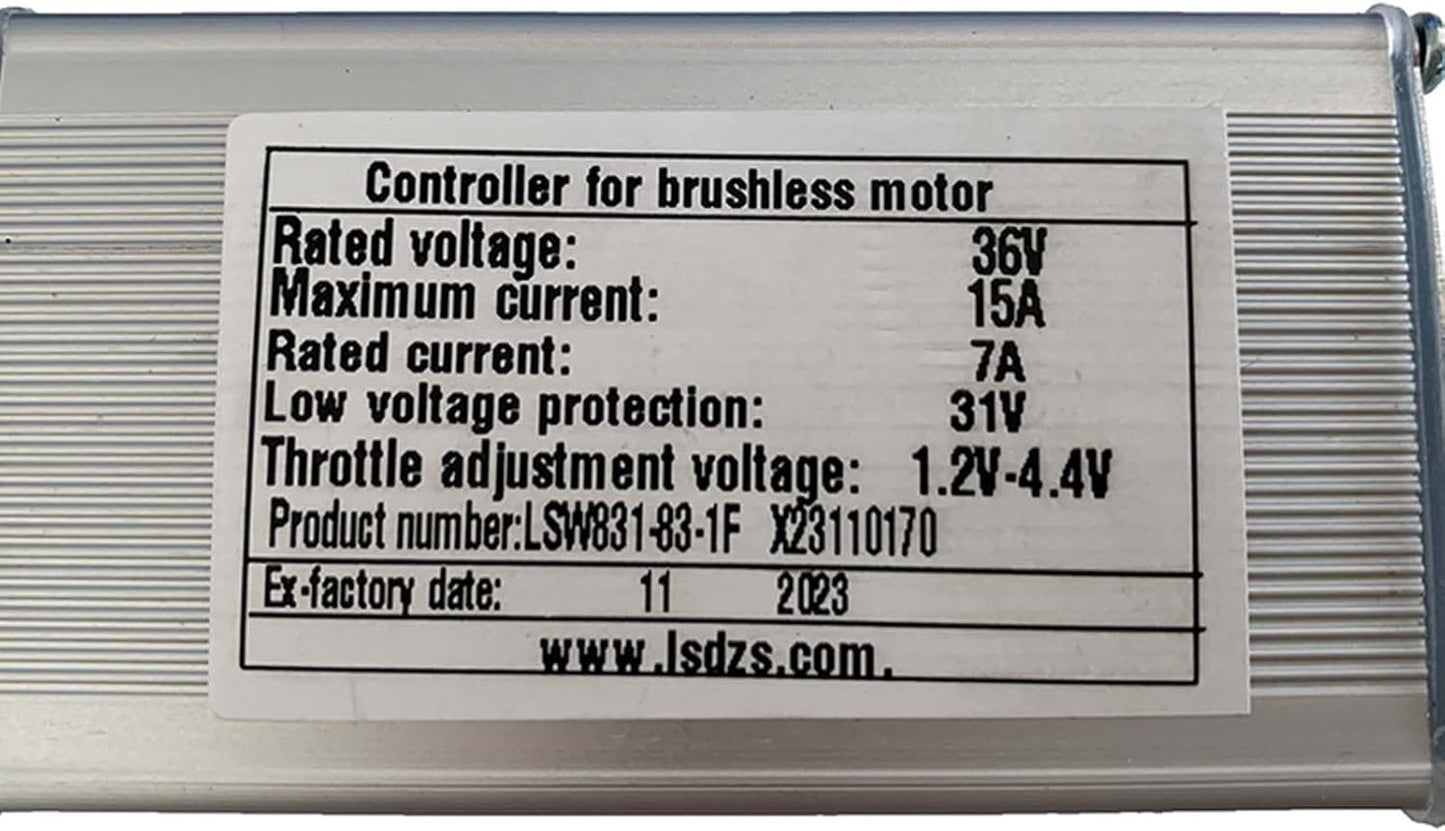 Controller for brushless motor
Rated voltage: 36V
Maximum current: 15A
Rated current: 7A
Low voltage protection: 31V
Throttle adjustment voltage: 1.2V-4.4V
Product number:LSW831-83-1F X23110170
Ex-factory date: 11 2023
www.lsdzs.com.